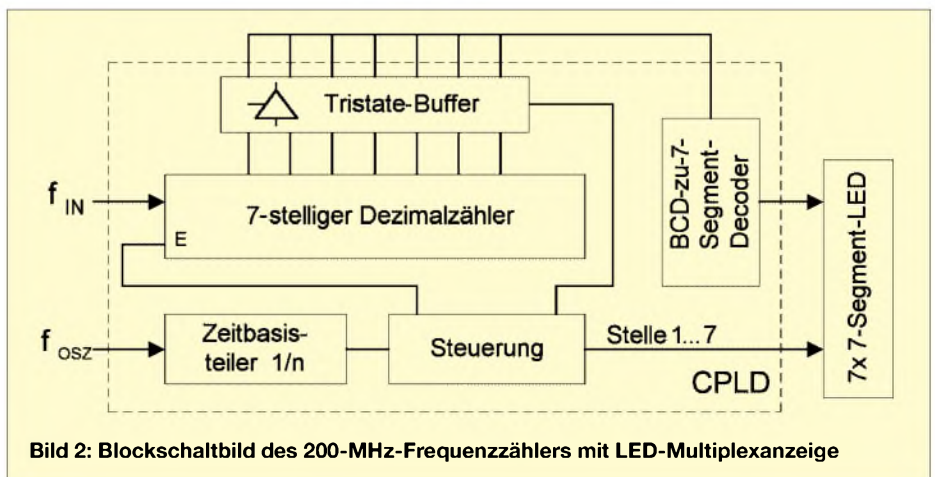 Tristate-Buffer
f IN
7-stelliger Dezimalzähler
E
BCD-zu-7-
Segment-
Decoder
7x 7-Segment-LED
f OSZ
Zeitbasis-
teiler 1/n
Steuerung
Stelle 1...7
CPLD
Bild 2: Blockschaltbild des 200-MHz-Frequenzzählers mit LED-Multiplexanzeige